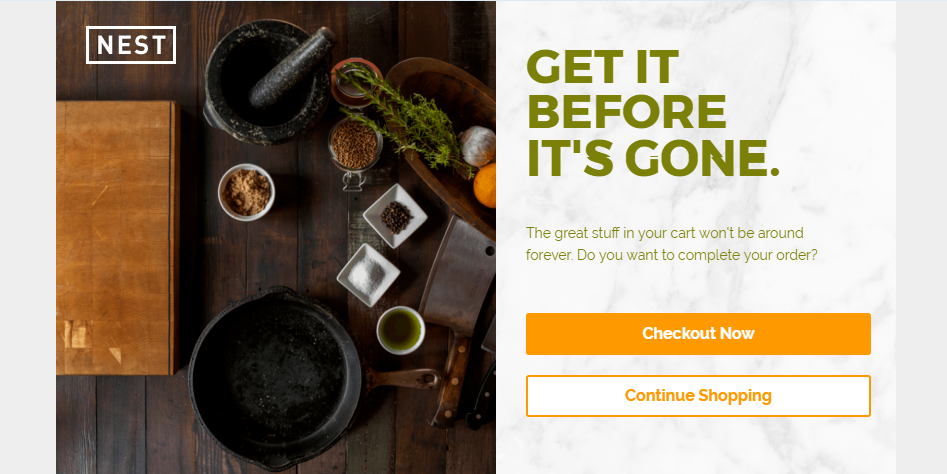 NEST
GET IT
BEFORE
IT'S GONE.
The great stuff in your cart won't be around
forever. Do you want to complete your order?
Checkout Now
Continue Shopping